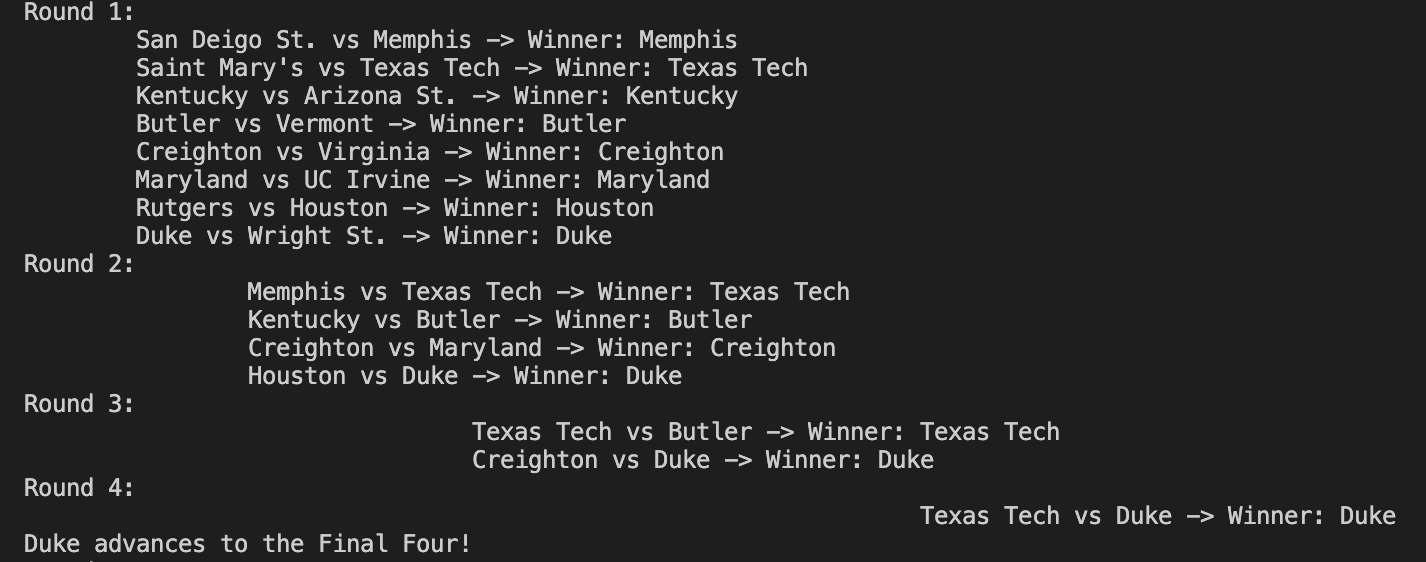 Round 1:
San Deigo St. vs Memphis -> Winner: Memphis
Saint Mary's vs Texas Tech -> Winner: Texas Tech
Kentucky vs Arizona St. -> Winner: Kentucky
Butler vs Vermont -> Winner: Butler
Creighton vs Virginia -> Winner: Creighton
Maryland vs UC Irvine -> Winner: Maryland
Rutgers vs Houston -> Winner: Houston
Duke vs Wright St. -> Winner: Duke
Round 2:
Memphis vs Texas Tech -> Winner: Texas Tech
Kentucky vs Butler -> Winner: Butler
Creighton vs Maryland -> Winner: Creighton
Houston vs Duke -> Winner: Duke
Round 3:
Texas Tech vs Butler -> Winner: Texas Tech
Creighton vs Duke -> Winner: Duke
Round 4:
Texas Tech vs Duke -> Winner: Duke
Duke advances to the Final Four!